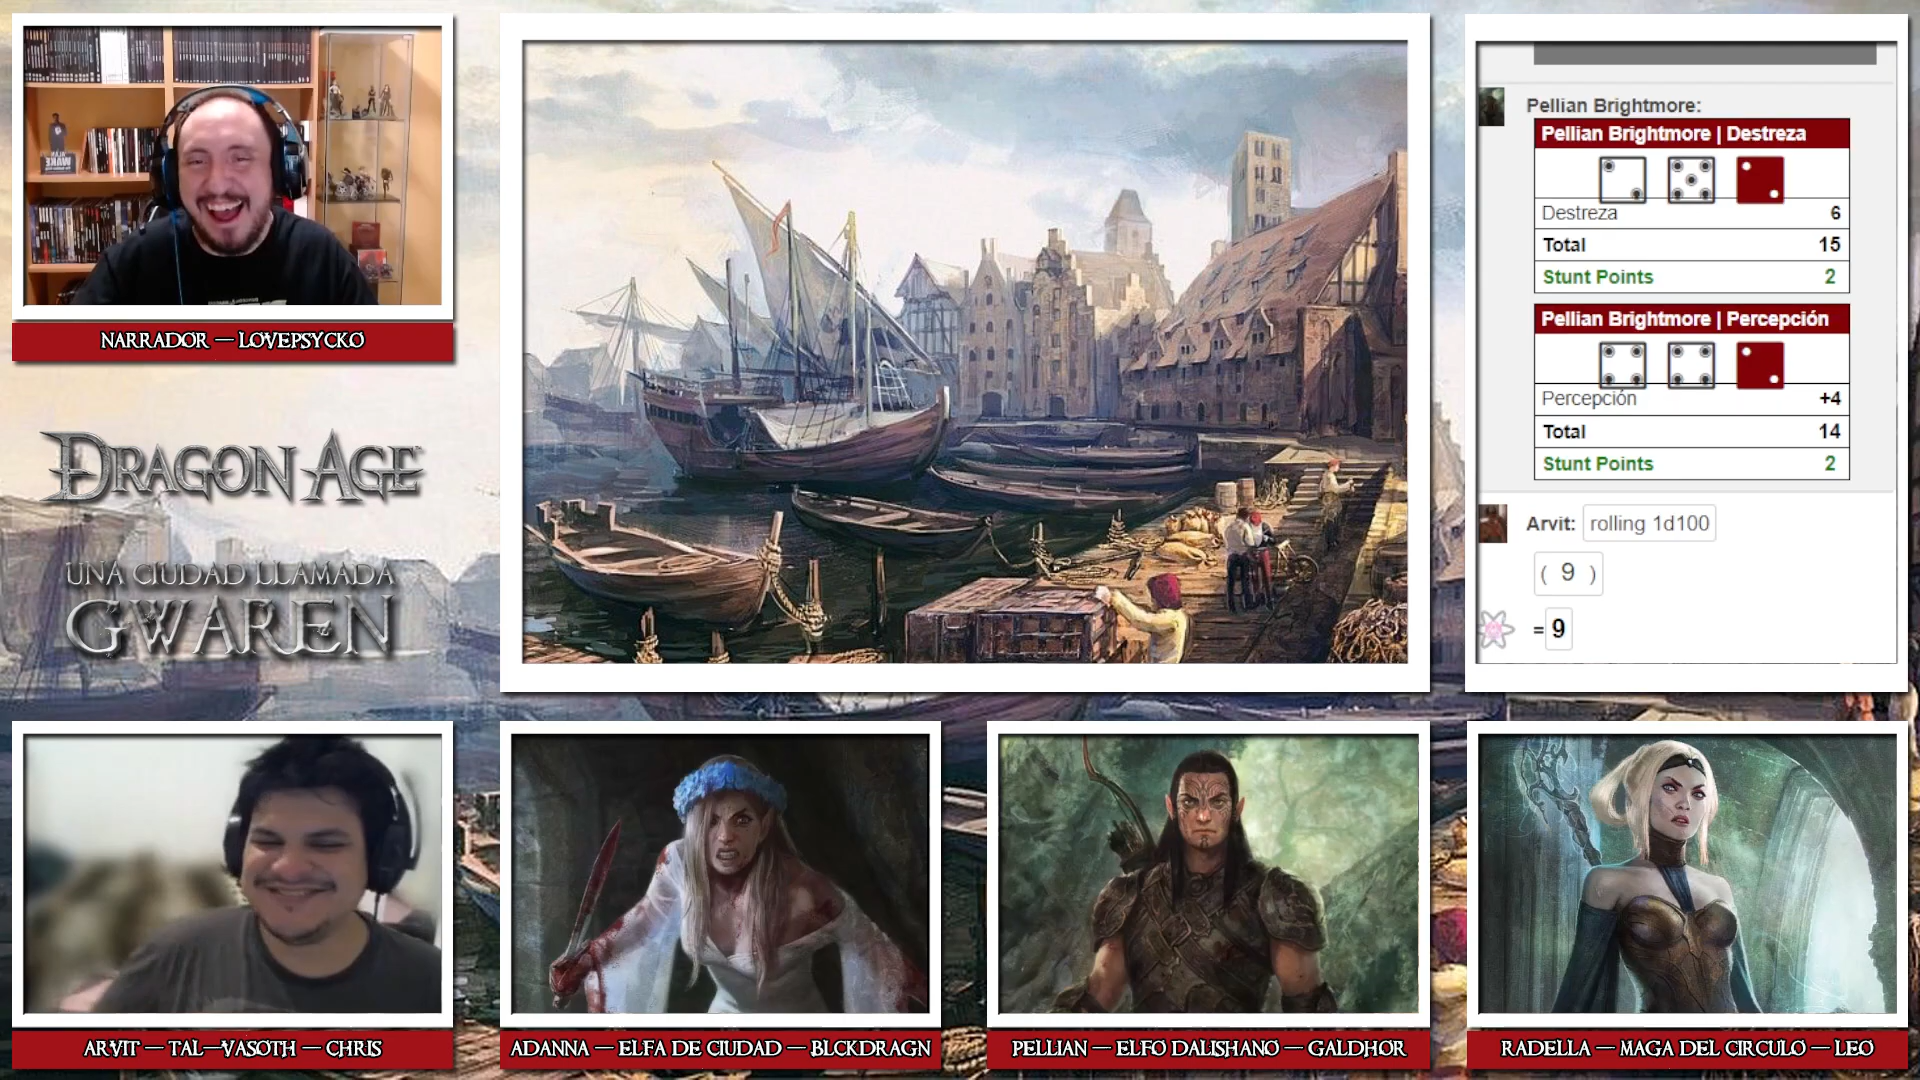 NARRADOR — LOVEPSYCKO
DRAGON AGE
UNA CIUDAD LLAMADA
GWAREN
Pellian Brightmore:
Pellian Brightmore | Destreza
Destreza 6
Total 15
Stunt Points 2
Pellian Brightmore | Percepción
Percepción +4
Total 14
Stunt Points 2
Arvit: rolling 1d100
( 9 )
= 9
ARVIT — TAL—VASOTH — CHRIS
ADANNA — ELFA DE CIUDAD — BLCKDRAGN
PELLIAN — ELFO DALISHANO — GALDHOR
RADELLA — MAGA DEL CIRCULO — LEO